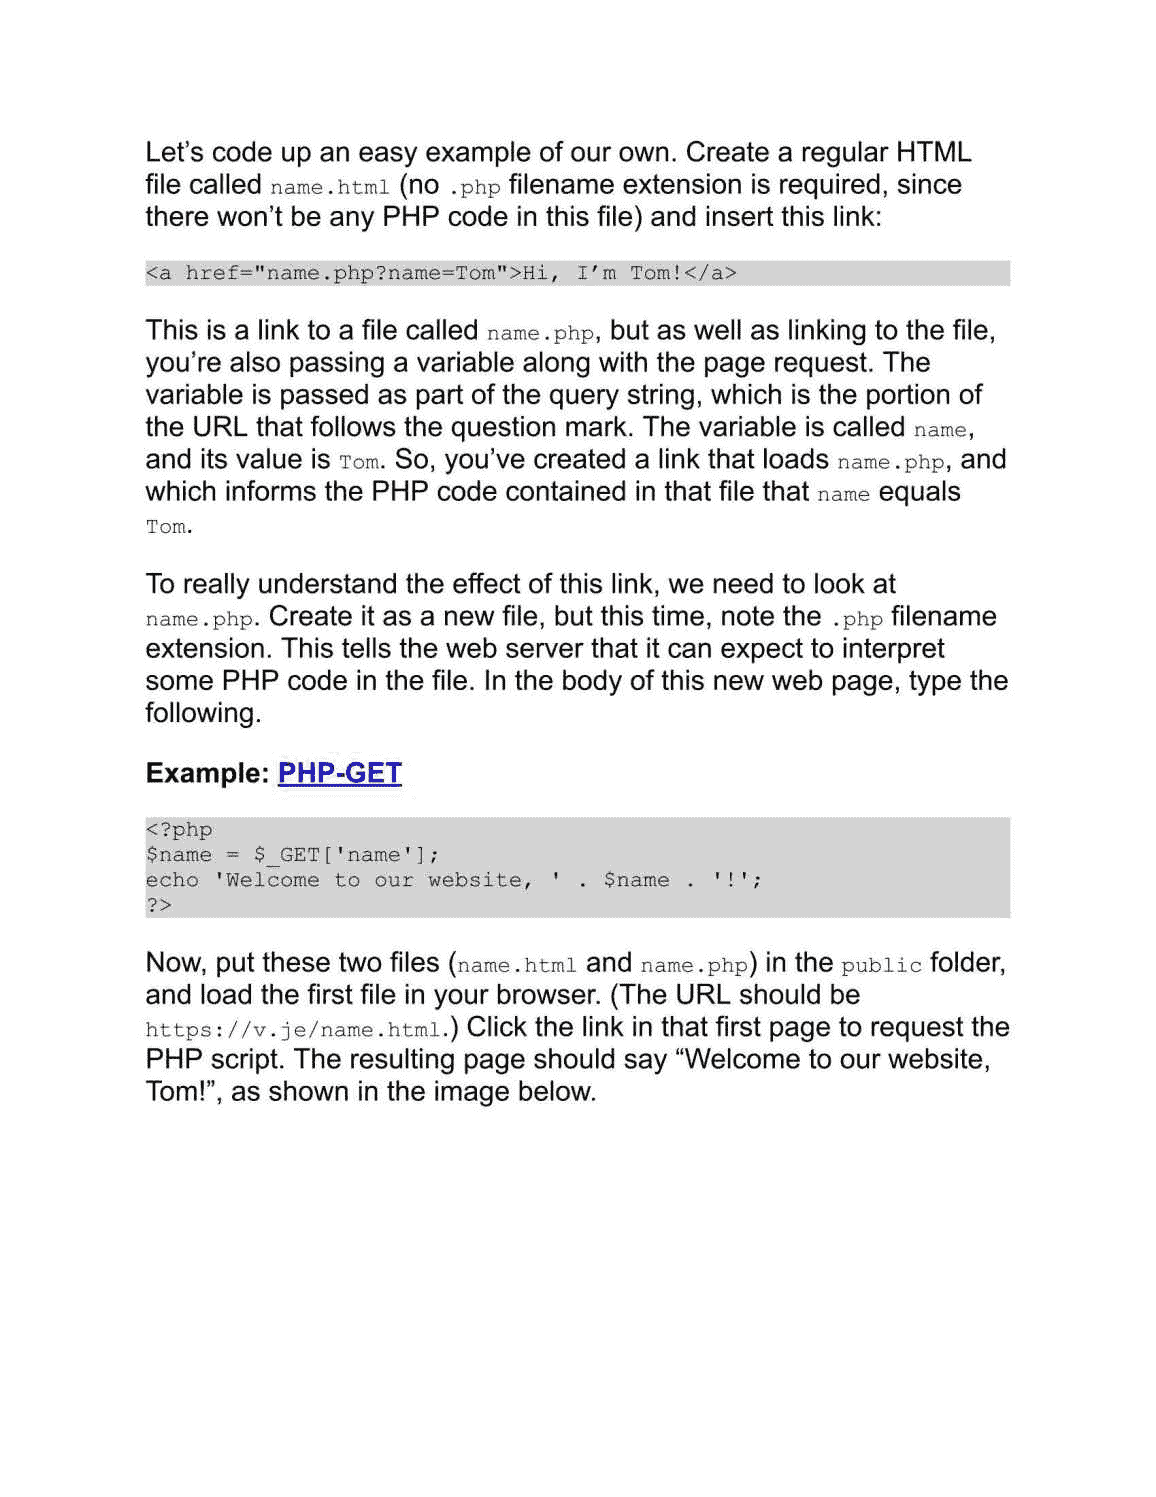 Let’s code up an easy example of our own. Create a regular HTML
file called name.html (no .php filename extension is required, since
there won’t be any PHP code in this file) and insert this link:
<a href="name.php?name=Tom">Hi, I’m Tom!</a>
This is a link to a file called name.php, but as well as linking to the file,
you’re also passing a variable along with the page request. The
variable is passed as part of the query string, which is the portion of
the URL that follows the question mark. The variable is called name,
and its value is Tom. So, you’ve created a link that loads name.php, and
which informs the PHP code contained in that file that name equals
Tom.
To really understand the effect of this link, we need to look at
name.php. Create it as a new file, but this time, note the .php filename
extension. This tells the web server that it can expect to interpret
some PHP code in the file. In the body of this new web page, type the
following.
Example: PHP-GET
<?php
$name = $_GET['name'];
echo 'Welcome to our website, ' . $name . '!';
?>
Now, put these two files (name.html and name.php) in the public folder,
and load the first file in your browser. (The URL should be
https://v.je/name.html.) Click the link in that first page to request the
PHP script. The resulting page should say “Welcome to our website,
Tom!”, as shown in the image below.